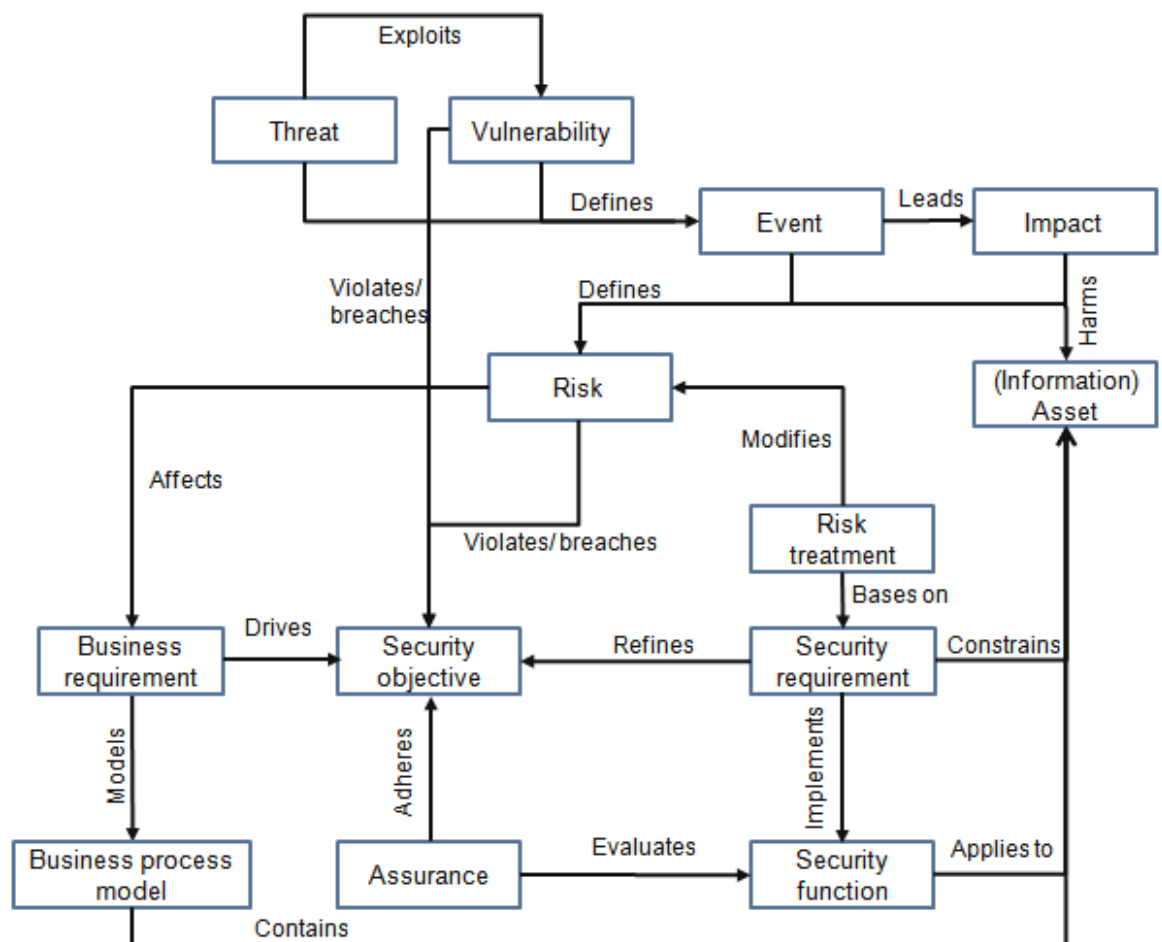 Exploits
Threat
Vulnerability
Defines
Event
Leads
Impact
Violates/
breaches
Defines
Harms
Risk
(Information)
Asset
Modifies
Affects
Violates/ breaches
Risk
treatment
Bases on
Business
requirement
Drives
Security
objective
Refines
Security
requirement
Constrains
Models
Adheres
Implements
Business process
model
Assurance
Evaluates
Security
function
Applies to
Contains